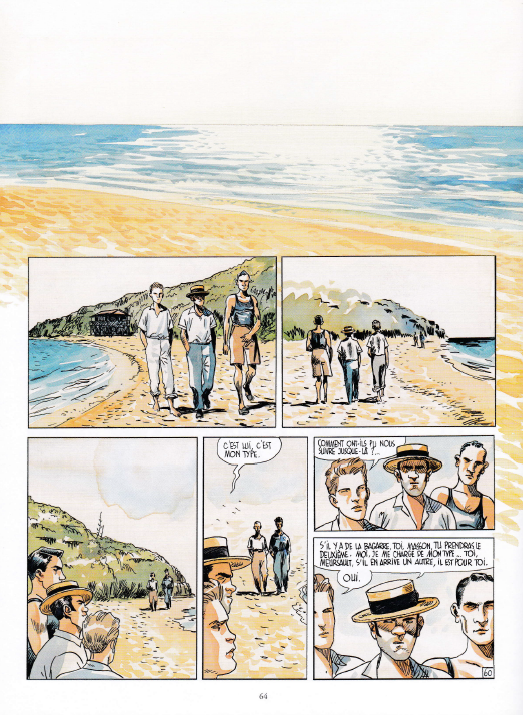 C'EST LUI, C'EST
MON TYPE.
COMMENT ONT-ILS PU NOUS
SUIVRE JUSQUE-LÀ ?...
S'IL Y A DE LA BAGARRE, TOI, MASSON, TU PRENDRAS LE
DEUXIÈME. MOI, JE ME CHARGE DE MON TYPE... TOI,
MEURSAULT, S'IL EN ARRIVE UN AUTRE, IL EST POUR TOI.
OUI.
60
64